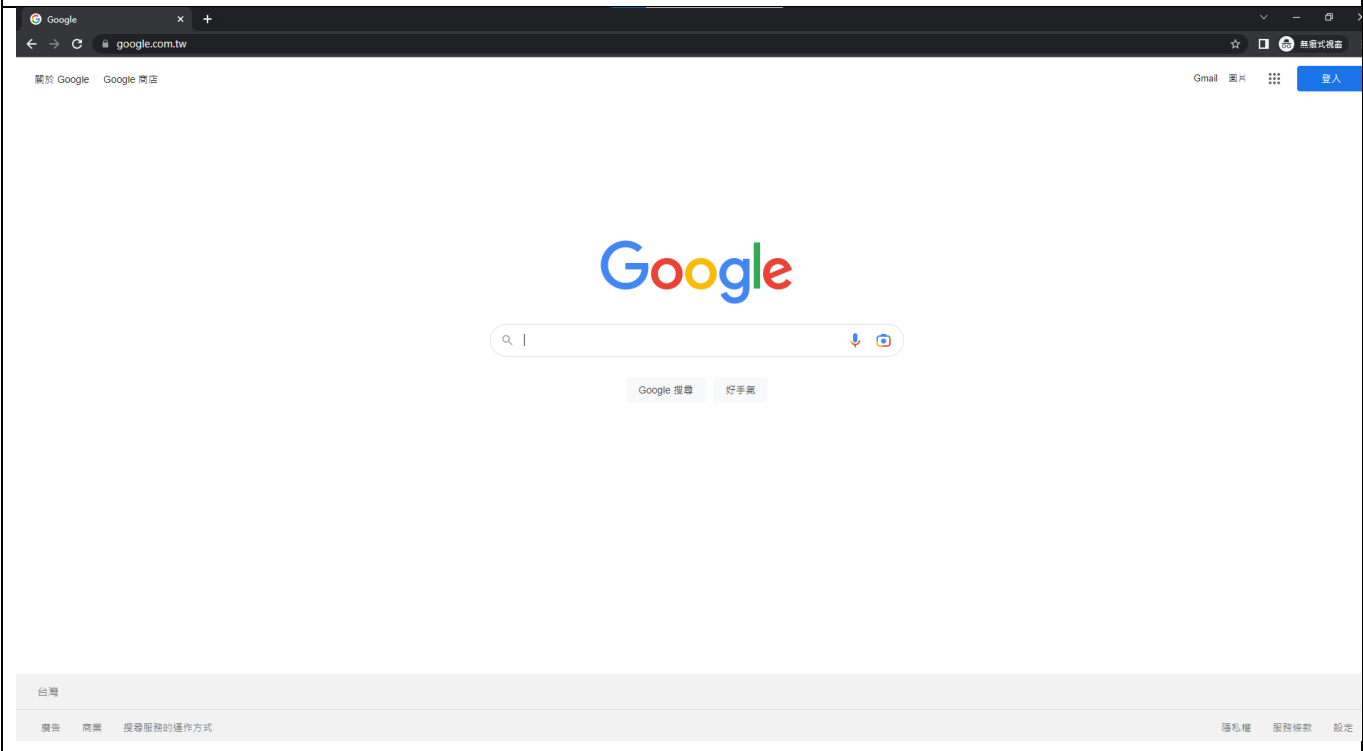 Google
google.com.tw
無痕式視窗
關於 Google Google 商店
Gmail 圖片
登入
Google
Google 搜尋 好手氣
台灣
廣告 商業 搜尋服務的運作方式
隱私權 服務條款 設定